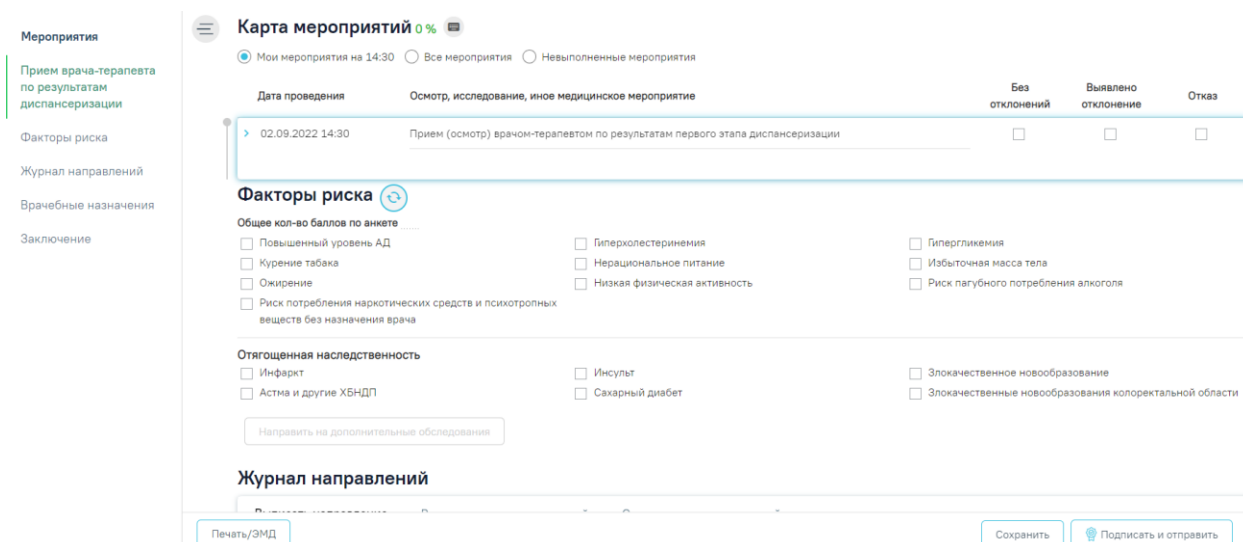 Мероприятия
Прием врача-терапевта
по результатам
диспансеризации
Факторы риска
Журнал направлений
Врачебные назначения
Заключение
Карта мероприятий 0 %
Мои мероприятия на 14:30 Все мероприятия Невыполненные мероприятия
Дата проведения Осмотр, исследование, иное медицинское мероприятие Без отклонений Выявлено отклонение Отказ
02.09.2022 14:30 Прием (осмотр) врачом-терапевтом по результатам первого этапа диспансеризации
Факторы риска
Общее кол-во баллов по анкете
Повышенный уровень АД Гиперхолестеринемия Гипергликемия
Курение табака Нерациональное питание Избыточная масса тела
Ожирение Низкая физическая активность Риск пагубного потребления алкоголя
Риск потребления наркотических средств и психотропных
веществ без назначения врача
Отягощенная наследственность
Инфаркт Инсульт Злокачественное новообразование
Астма и другие ХБНДП Сахарный диабет Злокачественные новообразования колоректальной области
Направить на дополнительные обследования
Журнал направлений
Печать/ЭМД Сохранить Подписать и отправить